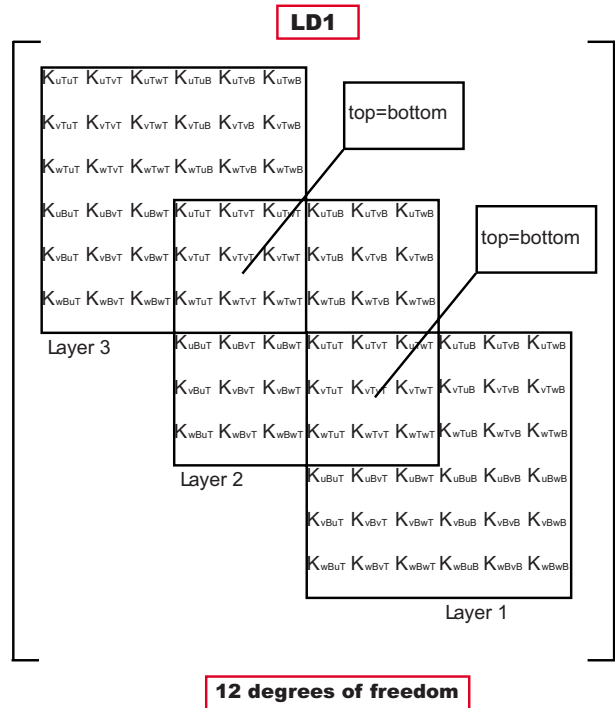 LD1
KuTuT KuTvT KuTwT KuTuB KuTvB KuTwB
top=bottom
KvTuT KvTvT KvTwT KvTuB KvTvB KvTwB
KwTuT KwTvT KwTwT KwTuB KwTvB KwTwB
KuBuT KuBvT KuBwT KuTuT KuTvT KuTwT KuTuB KuTvB KuTwB
top=bottom
KvBuT KvBvT KvBwT KvTuT KvTvT KvTwT KvTuB KvTvB KvTwB
KwBuT KwBvT KwBwT KwTuT KwTvT KwTwT KwTuB KwTvB KwTwB
Layer 3
KuBuT KuBvT KuBwT KuTuT KuTvT KuTwT KuTuB KuTvB KuTwB
KvBuT KvBvT KvBwT KvTuT KvTvT KvTwT KvTuB KvTvB KvTwB
KwBuT KwBvT KwBwT KwTuT KwTvT KwTwT KwTuB KwTvB KwTwB
Layer 2
KuBuT KuBvT KuBwT KuBuB KuBvB KuBwB
KvBuT KvBvT KvBwT KvBuB KvBvB KvBwB
KwBuT KwBvT KwBwT KwBuB KwBvB KwBwB
Layer 1
12 degrees of freedom